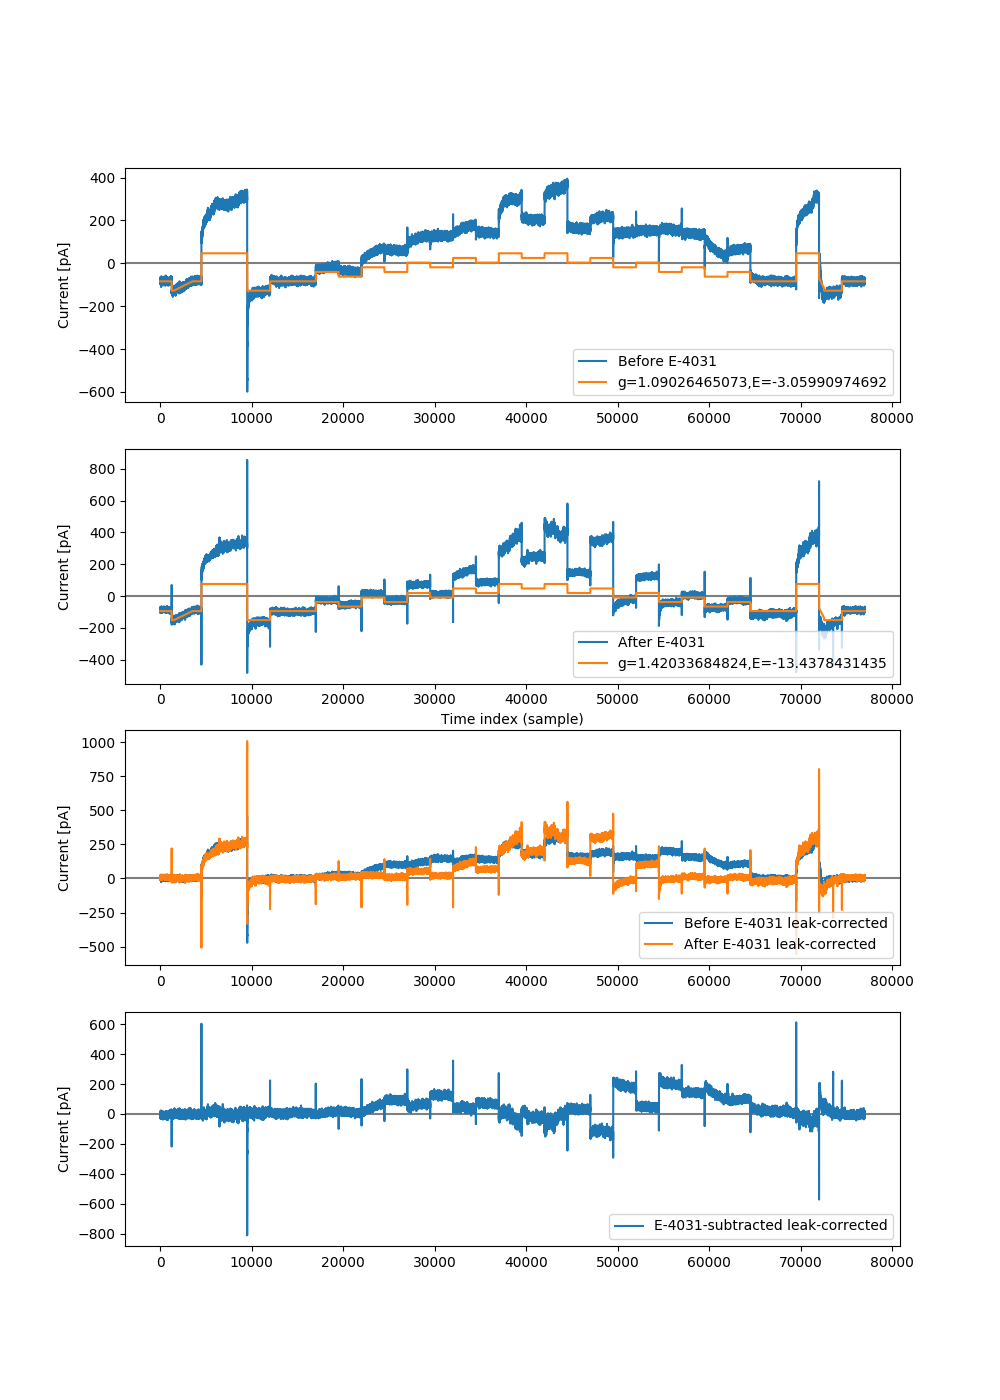 400
200
0
−200
−400
−600
Current [pA]
Before E-4031
g=1.09026465073,E=-3.05990974692
0 10000 20000 30000 40000 50000 60000 70000 80000
800
600
400
200
0
−200
−400
Current [pA]
After E-4031
g=1.42033684824,E=-13.4378431435
0 10000 20000 30000 40000 50000 60000 70000 80000
Time index (sample)
1000
750
500
250
0
−250
−500
Current [pA]
Before E-4031 leak-corrected
After E-4031 leak-corrected
0 10000 20000 30000 40000 50000 60000 70000 80000
600
400
200
0
−200
−400
−600
−800
Current [pA]
E-4031-subtracted leak-corrected
0 10000 20000 30000 40000 50000 60000 70000 80000